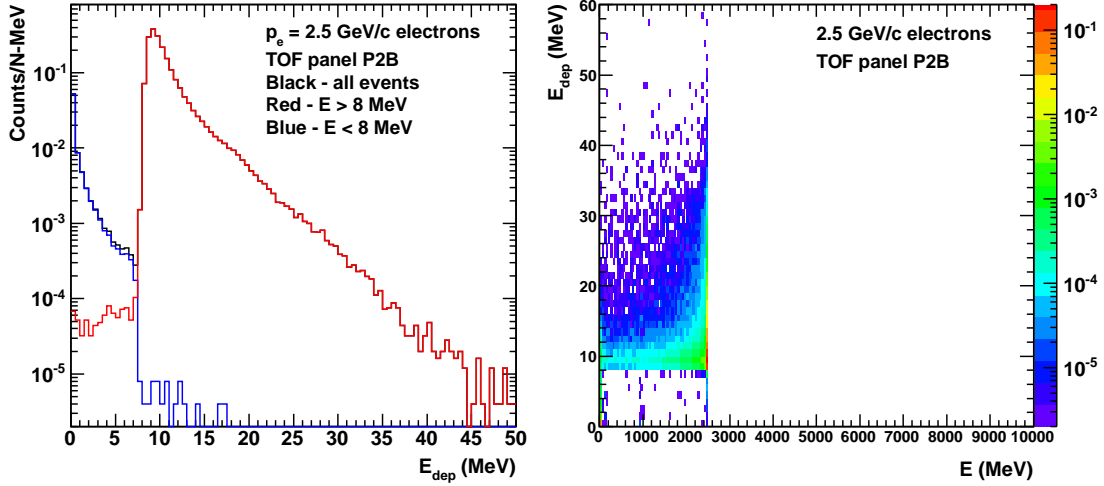 p_e = 2.5 GeV/c electrons
TOF panel P2B
Black - all events
Red - E > 8 MeV
Blue - E < 8 MeV
Counts/N-MeV
10^-1
10^-2
10^-3
10^-4
10^-5
0 5 10 15 20 25 30 35 40 45 50
E_dep (MeV)
2.5 GeV/c electrons
TOF panel P2B
E_dep (MeV)
60
50
40
30
20
10
0
0 1000 2000 3000 4000 5000 6000 7000 8000 9000 10000
E (MeV)
10^-1
10^-2
10^-3
10^-4
10^-5